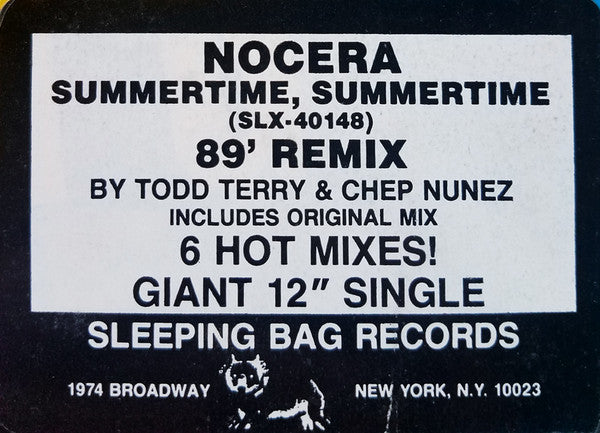 NOCERA
SUMMERTIME, SUMMERTIME
(SLX-40148)
89' REMIX
BY TODD TERRY & CHEP NUNEZ
INCLUDES ORIGINAL MIX
6 HOT MIXES!
GIANT 12" SINGLE
SLEEPING BAG RECORDS
1974 BROADWAY NEW YORK, N.Y. 10023